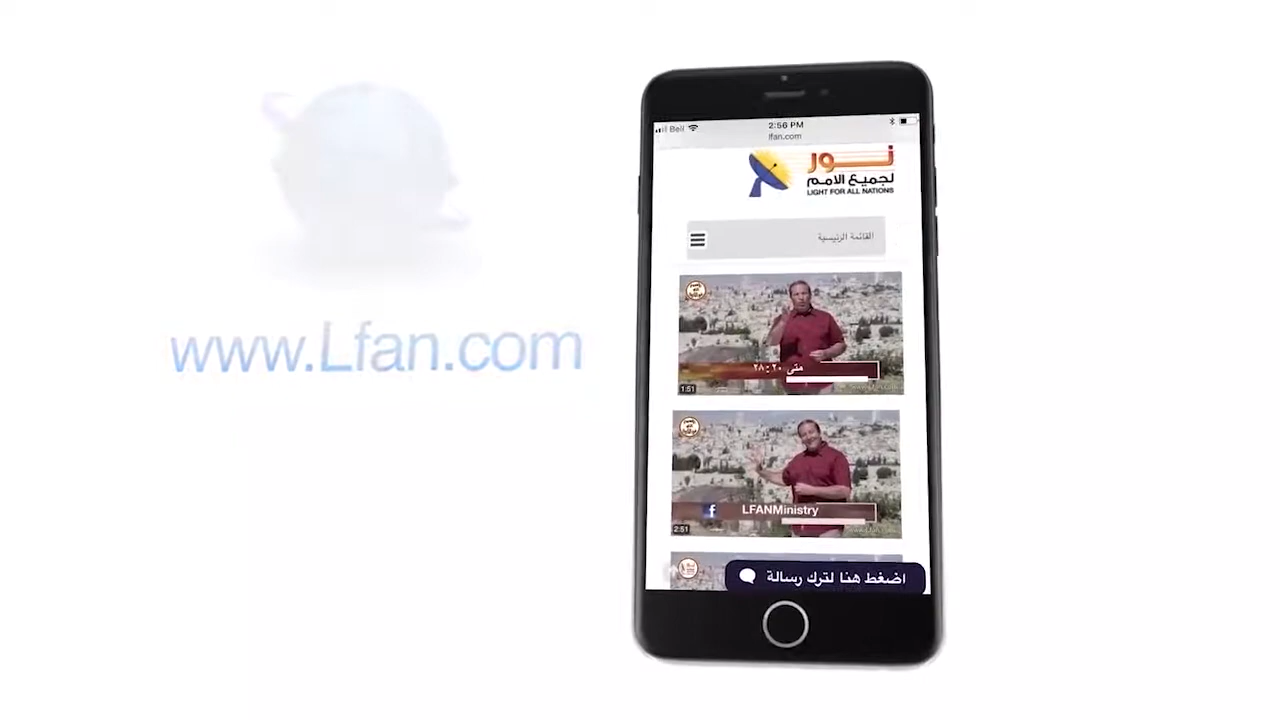 www.Lfan.com
Bell
2:56 PM
lfan.com
نور
لجميع الامم
LIGHT FOR ALL NATIONS
القائمة الرئيسية
متى ٢٠ : ٢٨
1:51
LFANMinistry
2:51
اضغط هنا لترك رسالة